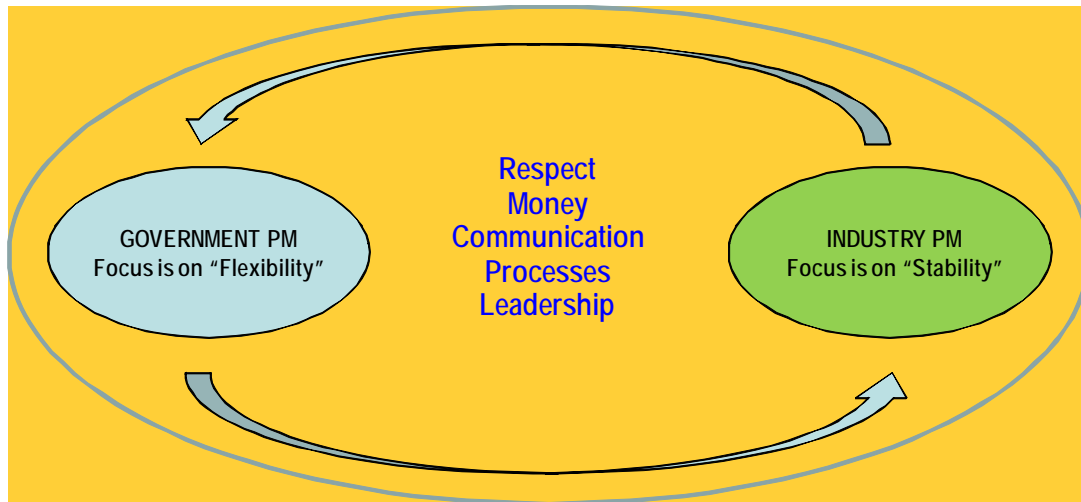 Respect
Money
Communication
Processes
Leadership
GOVERNMENT PM
Focus is on “Flexibility”
INDUSTRY PM
Focus is on “Stability”